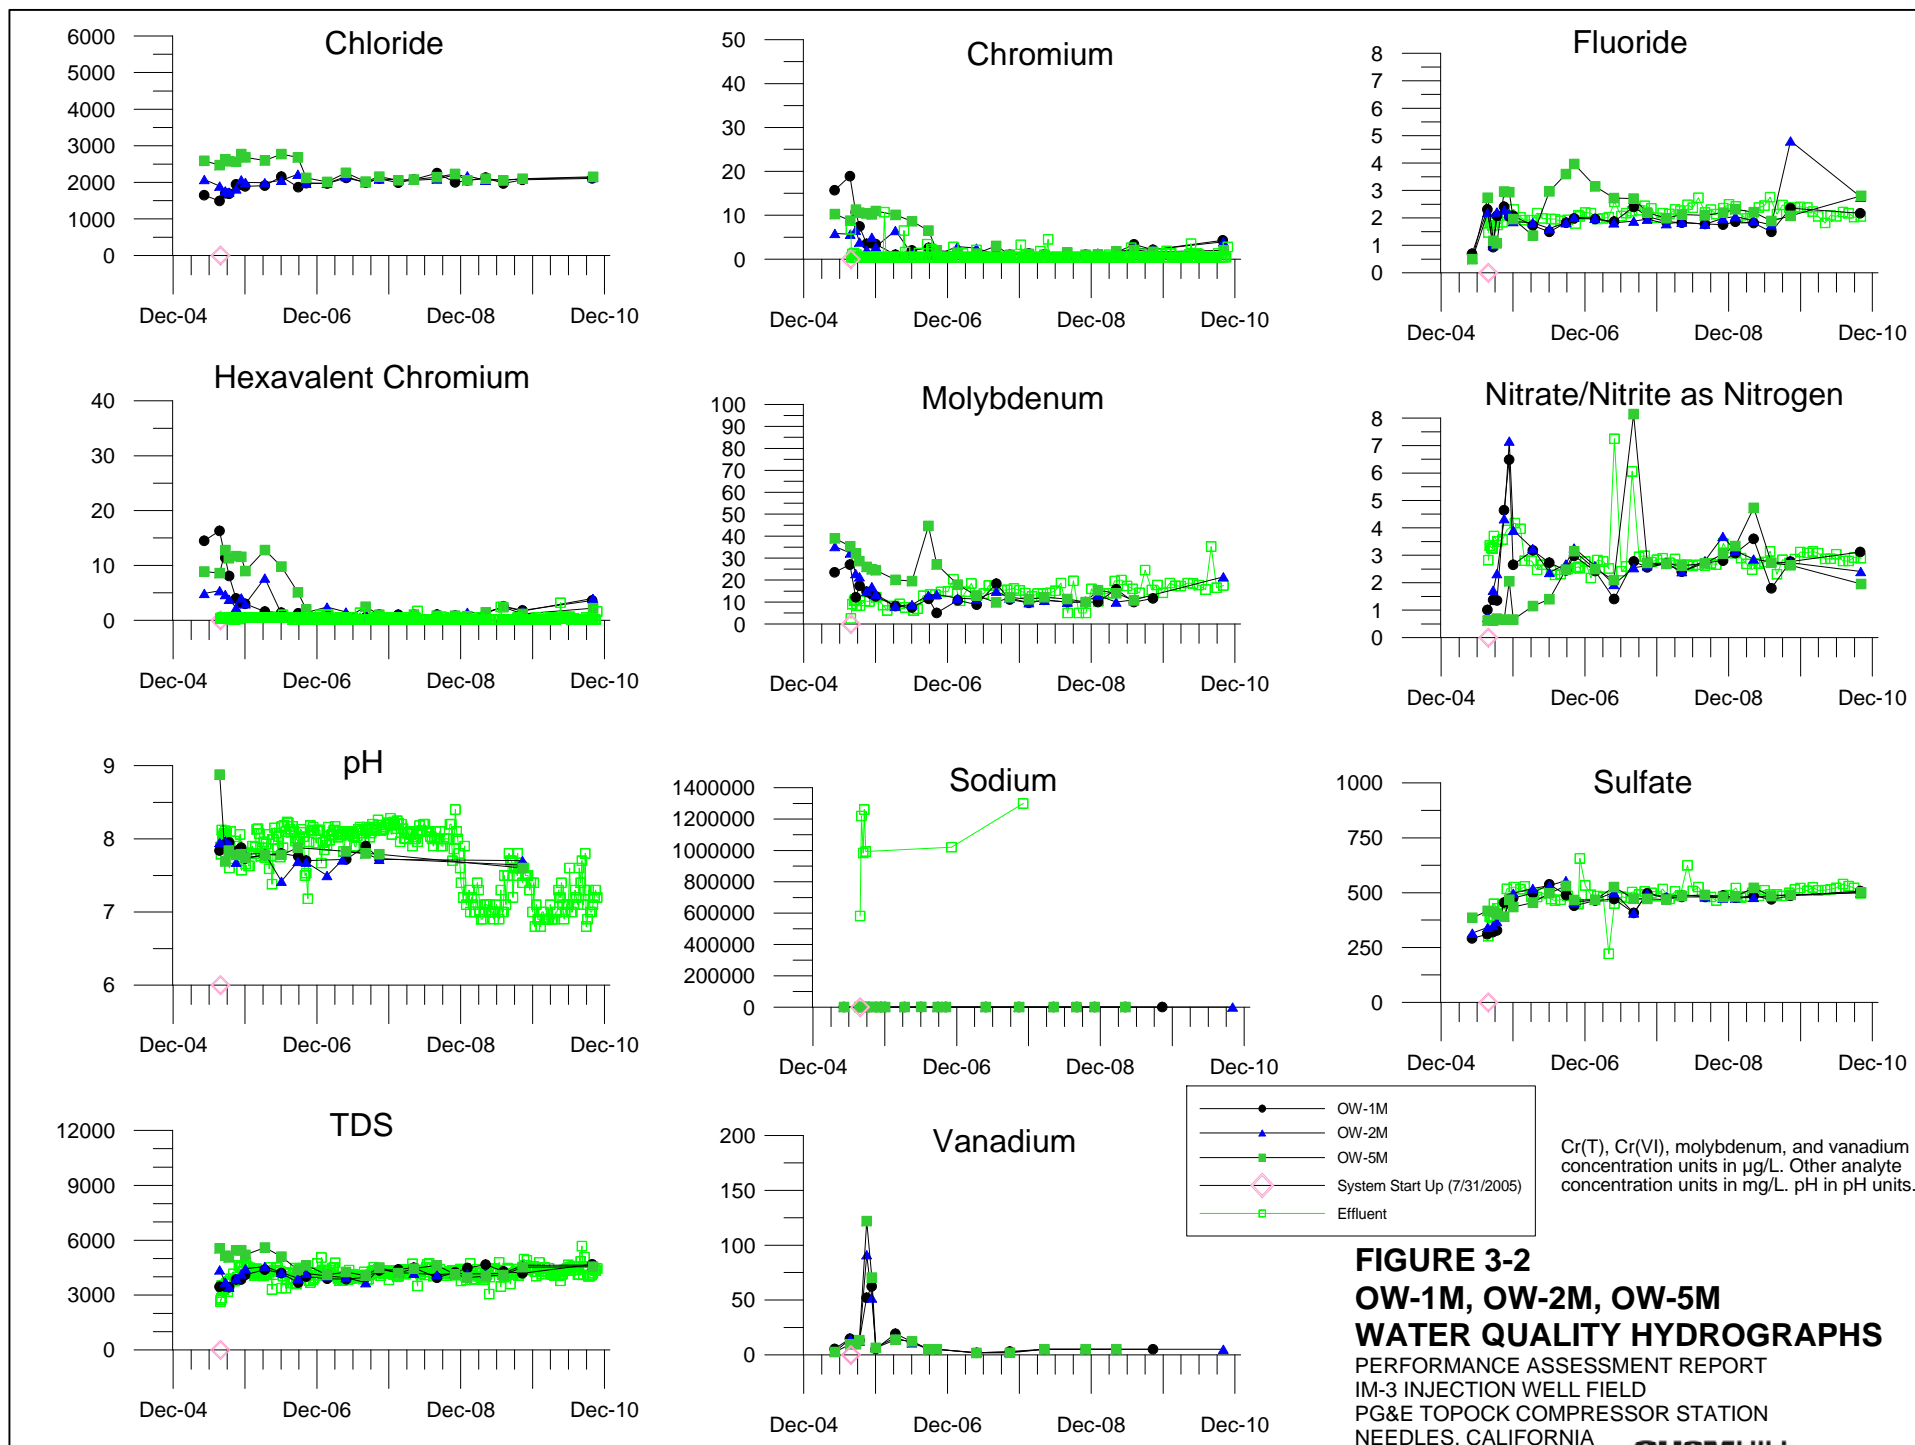 Chloride
6000
5000
4000
3000
2000
1000
0
Dec-04 Dec-06 Dec-08 Dec-10
Chromium
50
40
30
20
10
0
Dec-04 Dec-06 Dec-08 Dec-10
Fluoride
8
7
6
5
4
3
2
1
0
Dec-04 Dec-06 Dec-08 Dec-10
Hexavalent Chromium
40
30
20
10
0
Dec-04 Dec-06 Dec-08 Dec-10
Molybdenum
100
90
80
70
60
50
40
30
20
10
0
Dec-04 Dec-06 Dec-08 Dec-10
Nitrate/Nitrite as Nitrogen
8
7
6
5
4
3
2
1
0
Dec-04 Dec-06 Dec-08 Dec-10
pH
9
8
7
6
Dec-04 Dec-06 Dec-08 Dec-10
Sodium
1400000
1200000
1000000
800000
600000
400000
200000
0
Dec-04 Dec-06 Dec-08 Dec-10
Sulfate
1000
750
500
250
0
Dec-04 Dec-06 Dec-08 Dec-10
TDS
12000
9000
6000
3000
0
Dec-04 Dec-06 Dec-08 Dec-10
Vanadium
200
150
100
50
0
Dec-04 Dec-06 Dec-08 Dec-10
OW-1M
OW-2M
OW-5M
System Start Up (7/31/2005)
Effluent
Cr(T), Cr(VI), molybdenum, and vanadium
concentration units in µg/L. Other analyte
concentration units in mg/L. pH in pH units.
FIGURE 3-2
OW-1M, OW-2M, OW-5M
WATER QUALITY HYDROGRAPHS
PERFORMANCE ASSESSMENT REPORT
IM-3 INJECTION WELL FIELD
PG&E TOPOCK COMPRESSOR STATION
NEEDLES, CALIFORNIA